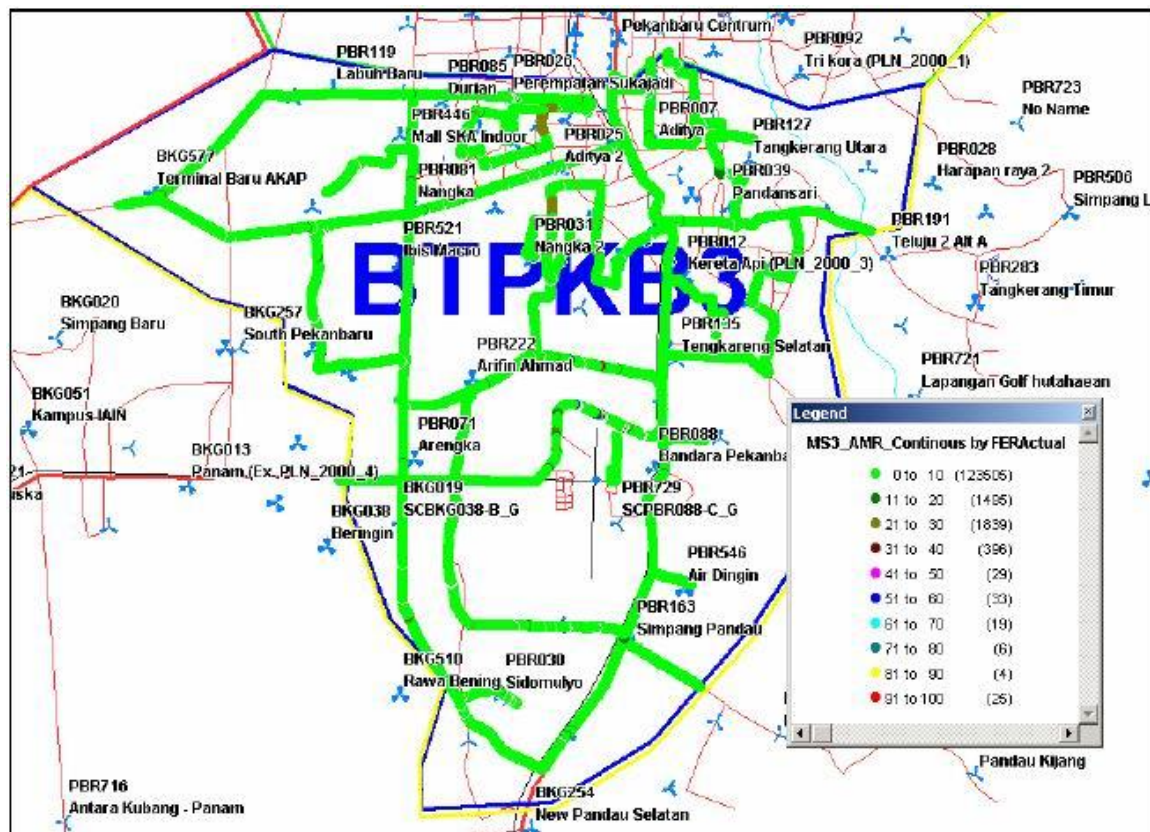 Pekanbaru Centrum
PBR119
Labuh Baru
PBR085
Durian
PBR026
Perempatan Sukajadi
PBR092
Tri kora (PLN_2000_1)
PBR723
No Name
PBR446
Mall SKA Indoor
PBR025
Aditya 2
PBR007
Aditya
PBR127
Tangkerang Utara
PBR028
Harapan raya 2
BKG577
Terminal Baru AKAP
PBR081
Nangka
PBR039
Pandansari
PBR506
Simpang L
PBR521
Ibis Macro
PBR031
Nangka 2
PBR191
Teluju 2 Alt A
PBR012
Kereta Api (PLN_2000_3)
BTPKB3
PBR283
Tangkerang Timur
BKG020
Simpang Baru
BKG257
South Pekanbaru
PBR222
Arifin Ahmad
PBR135
Tengkareng Selatan
PBR721
Lapangan Golf hutahaean
BKG051
Kampus IAIN
PBR071
Arengka
PBR088
Bandara Pekanba
BKG013
Panam (Ex.PLN_2000_4)
21
uska
BKG019
SCBKG038-B_G
PBR729
SCPBR088-C_G
BKG038
Beringin
PBR546
Air Dingin
PBR163
Simpang Pandau
BKG510
Rawa Bening
PBR030
Sidomulyo
PBR716
Antara Kubang - Panam
BKG254
New Pandau Selatan
Pandau Kijang
Legend
MS3_AMR_Continous by FERActual
0 to 10 (123505)
11 to 20 (1495)
21 to 30 (1839)
31 to 40 (396)
41 to 50 (29)
51 to 60 (33)
61 to 70 (19)
71 to 80 (6)
81 to 90 (4)
91 to 100 (25)